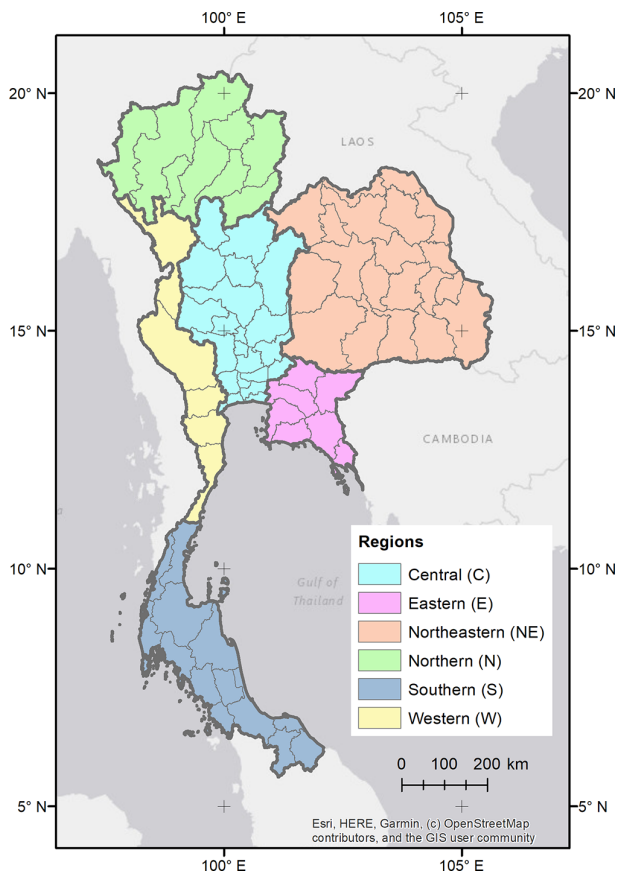 100° E 105° E
20° N 20° N
LAOS
15° N 15° N
CAMBODIA
a
Regions
Central (C)
Eastern (E)
Northeastern (NE)
Northern (N)
Southern (S)
Western (W)
10° N 10° N
Gulf of
Thailand
0 100 200 km
5° N 5° N
Esri, HERE, Garmin, (c) OpenStreetMap
contributors, and the GIS user community
100° E 105° E